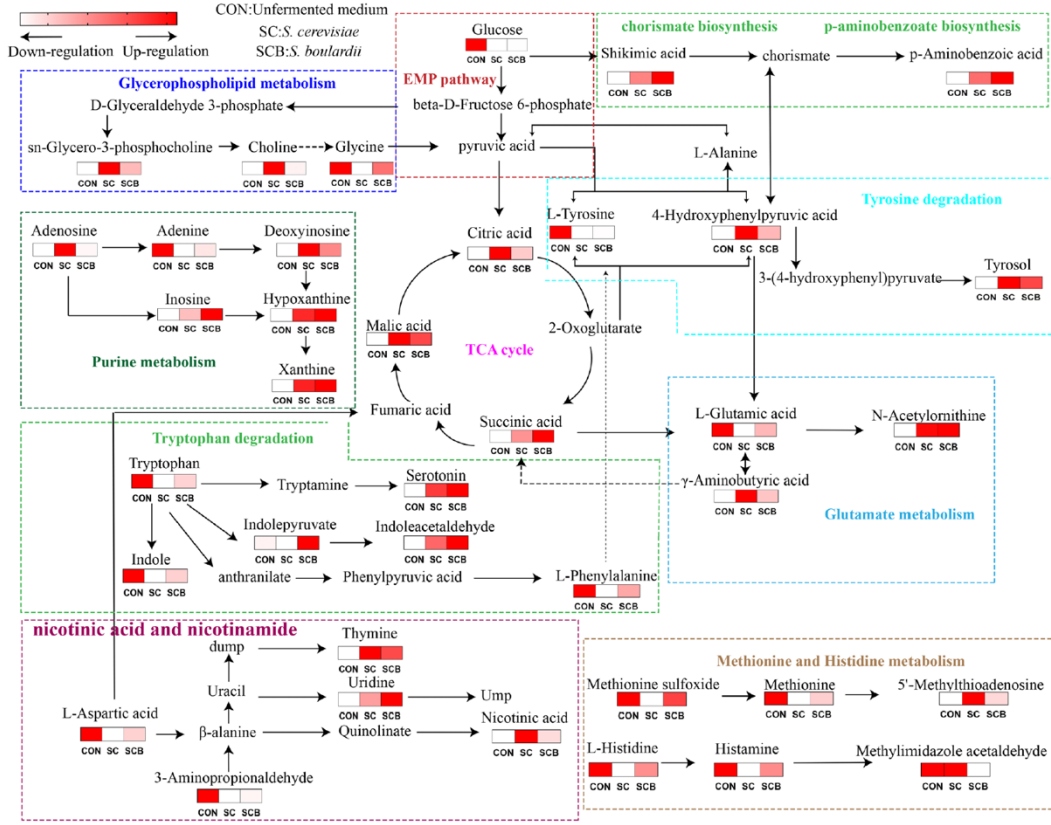 CON:Unfermented medium
SC:S. cerevisiae
SCB:S. boulardii
Down-regulation Up-regulation
Glycerophospholipid metabolism
D-Glyceraldehyde 3-phosphate
sn-Glycero-3-phosphocholine
CON SC SCB
Choline
CON SC SCB
Glycine
CON SC SCB
Glucose
CON SC SCB
EMP pathway
beta-D-Fructose 6-phosphate
pyruvic acid
chorismate biosynthesis
p-aminobenzoate biosynthesis
Shikimic acid
CON SC SCB
chorismate
p-Aminobenzoic acid
CON SC SCB
L-Alanine
Tyrosine degradation
L-Tyrosine
CON SC SCB
4-Hydroxyphenylpyruvic acid
CON SC SCB
3-(4-hydroxyphenyl)pyruvate
Tyrosol
CON SC SCB
Adenosine
CON SC SCB
Adenine
CON SC SCB
Deoxyinosine
CON SC SCB
Inosine
CON SC SCB
Hypoxanthine
CON SC SCB
Xanthine
CON SC SCB
Purine metabolism
Citric acid
CON SC SCB
2-Oxoglutarate
Malic acid
CON SC SCB
TCA cycle
Fumaric acid
Succinic acid
CON SC SCB
L-Glutamic acid
CON SC SCB
N-Acetylornithine
CON SC SCB
γ-Aminobutyric acid
CON SC SCB
Glutamate metabolism
Tryptophan degradation
Tryptophan
CON SC SCB
Tryptamine
Serotonin
CON SC SCB
Indolepyruvate
CON SC SCB
Indoleacetaldehyde
CON SC SCB
Indole
CON SC SCB
anthranilate
Phenylpyruvic acid
L-Phenylalanine
CON SC SCB
nicotinic acid and nicotinamide
dump
Thymine
CON SC SCB
Uracil
Uridine
CON SC SCB
Ump
L-Aspartic acid
CON SC SCB
β-alanine
Quinolinate
Nicotinic acid
CON SC SCB
3-Aminopropionaldehyde
CON SC SCB
Methionine and Histidine metabolism
Methionine sulfoxide
CON SC SCB
Methionine
CON SC SCB
5'-Methylthioadenosine
CON SC SCB
L-Histidine
CON SC SCB
Histamine
CON SC SCB
Methylimidazole acetaldehyde
CON SC SCB